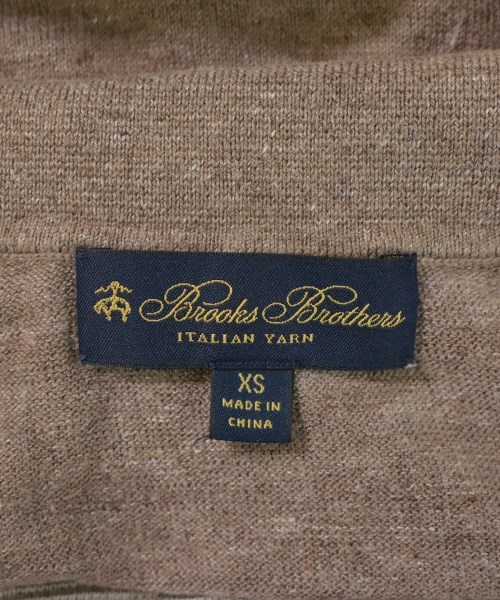 Brooks Brothers
ITALIAN YARN
XS
MADE IN
CHINA